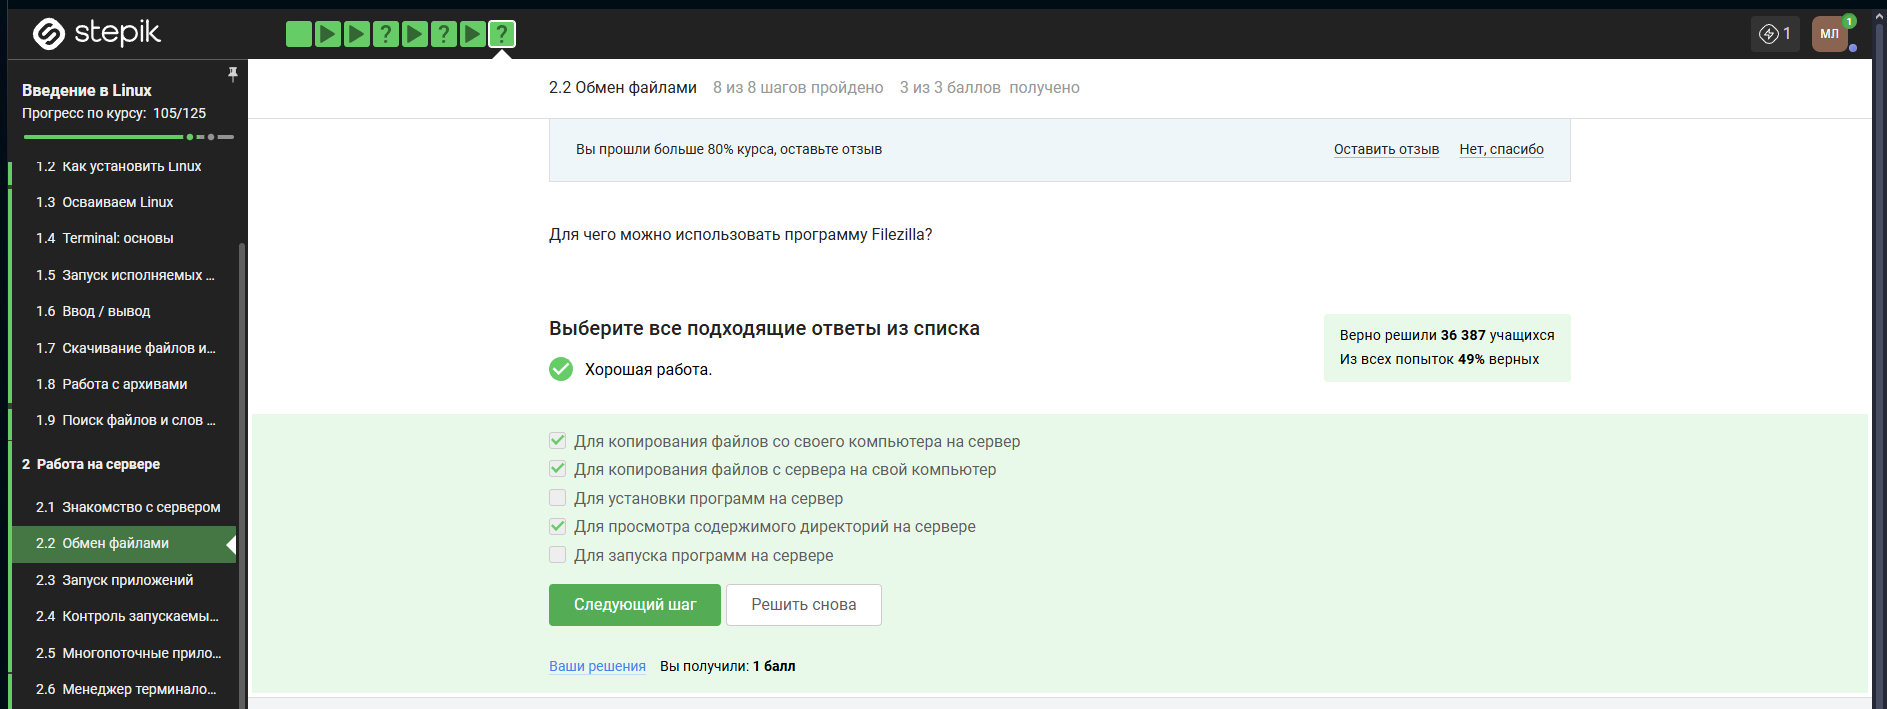 stepik
1
МЛ
1
Введение в Linux
Прогресс по курсу: 105/125
1.2 Как установить Linux
1.3 Осваиваем Linux
1.4 Terminal: основы
1.5 Запуск исполняемых ...
1.6 Ввод / вывод
1.7 Скачивание файлов и...
1.8 Работа с архивами
1.9 Поиск файлов и слов ...
2 Работа на сервере
2.1 Знакомство с сервером
2.2 Обмен файлами
2.3 Запуск приложений
2.4 Контроль запускаемы...
2.5 Многопоточные прило...
2.6 Менеджер терминало...
2.2 Обмен файлами 8 из 8 шагов пройдено 3 из 3 баллов получено
Вы прошли больше 80% курса, оставьте отзыв Оставить отзыв Нет, спасибо
Для чего можно использовать программу Filezilla?
Выберите все подходящие ответы из списка
Хорошая работа.
Верно решили 36 387 учащихся
Из всех попыток 49% верных
Для копирования файлов со своего компьютера на сервер
Для копирования файлов с сервера на свой компьютер
Для установки программ на сервер
Для просмотра содержимого директорий на сервере
Для запуска программ на сервере
Следующий шаг Решить снова
Ваши решения Вы получили: 1 балл